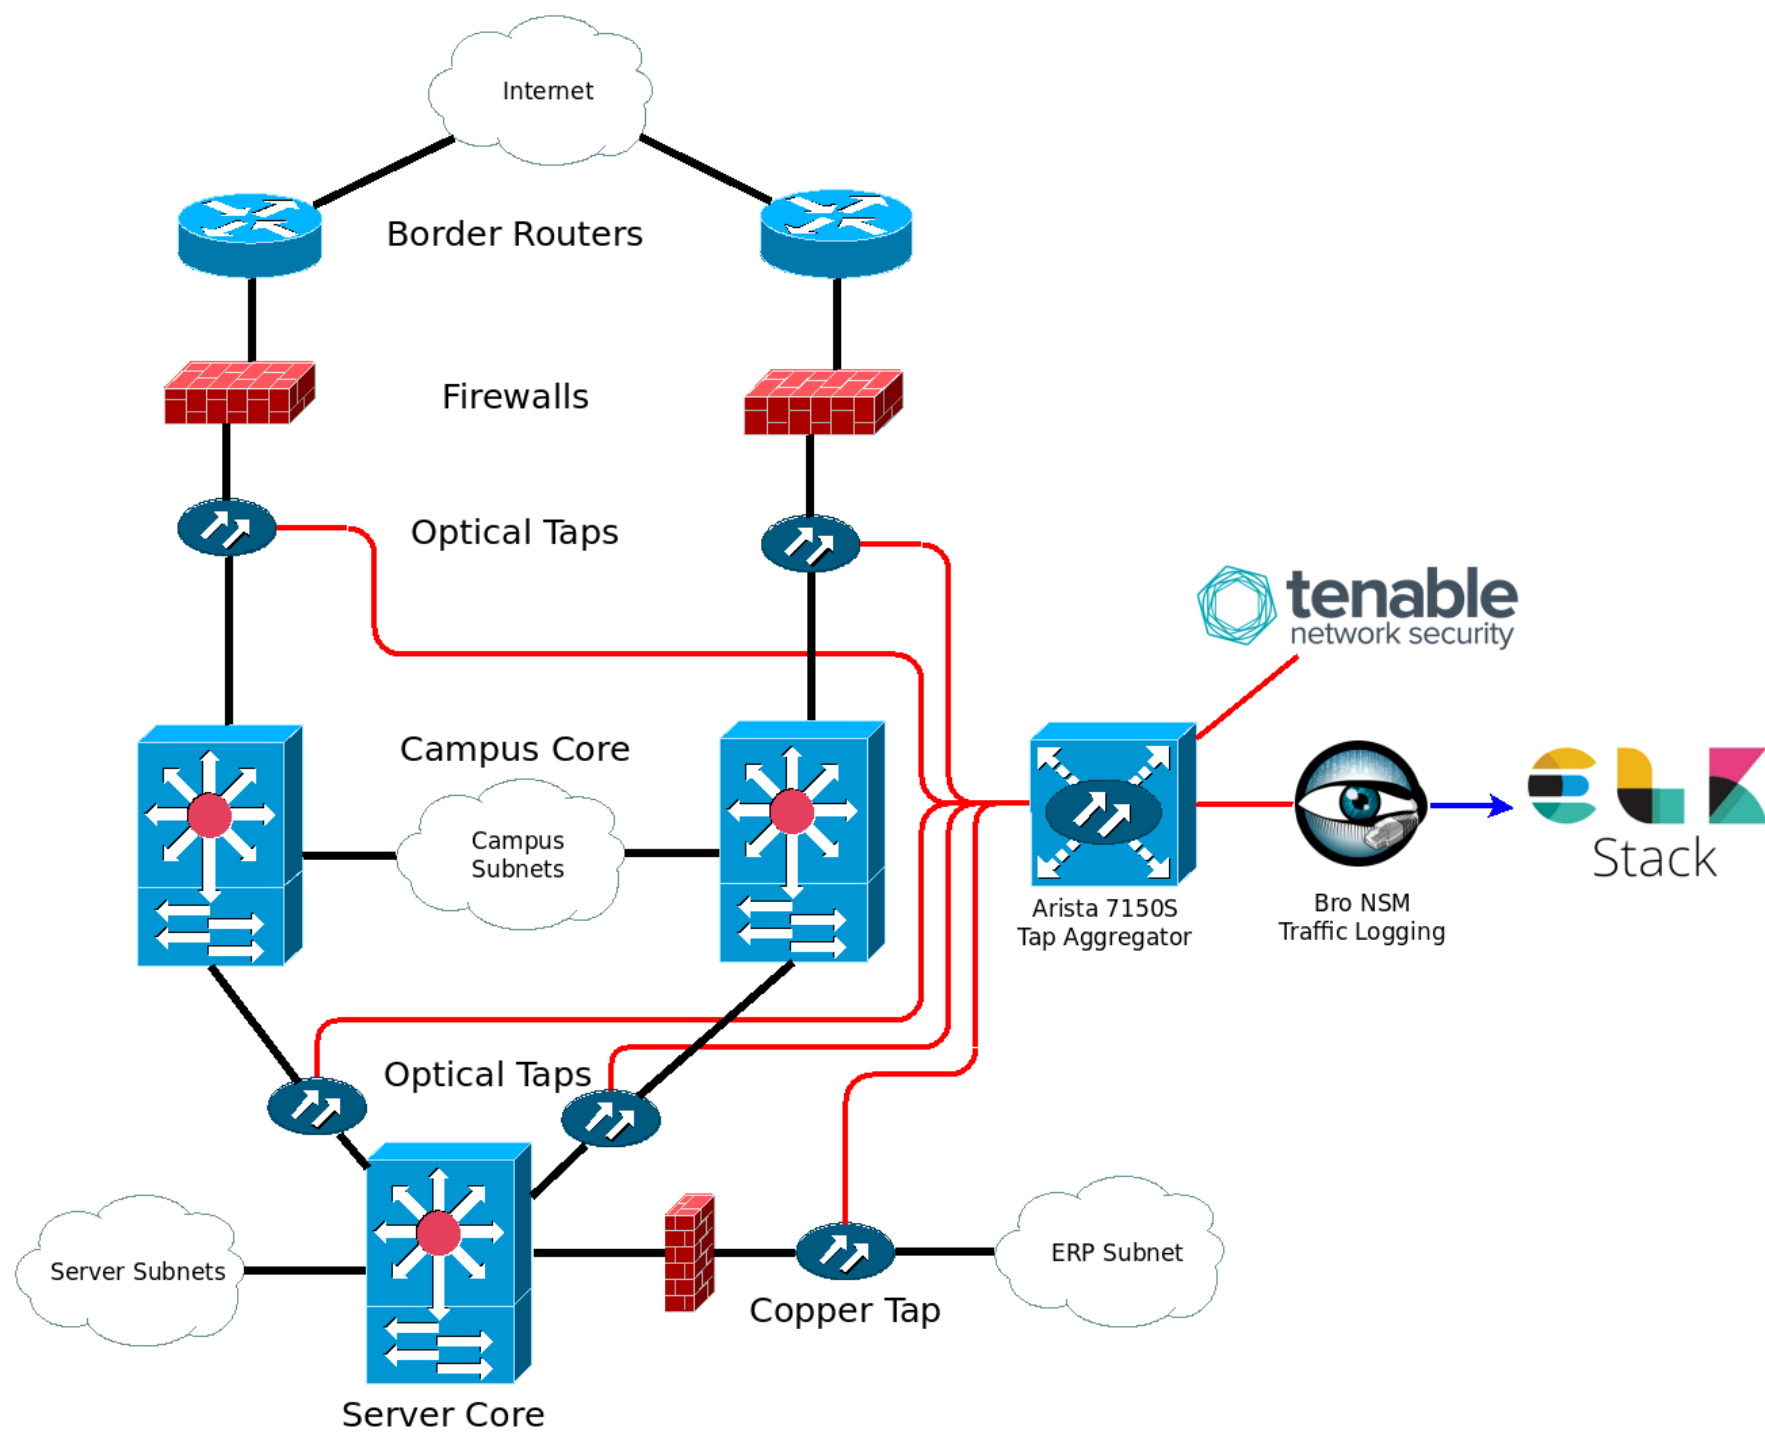 Internet
Border Routers
Firewalls
Optical Taps
tenable
network security
Campus Core
Campus
Subnets
ELK
Stack
Arista 7150S
Tap Aggregator
Bro NSM
Traffic Logging
Optical Taps
Server Subnets
ERP Subnet
Copper Tap
Server Core